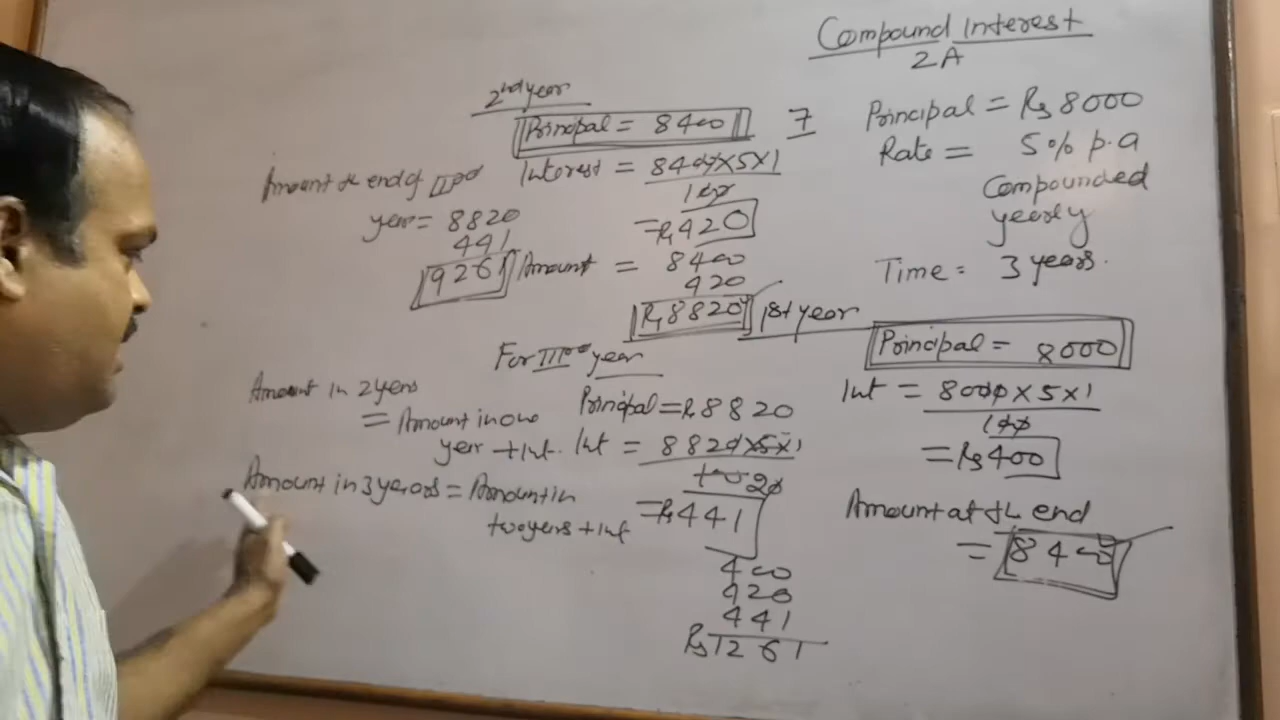 Compound Interest
2A
Principal = Rs 8000
Rate = 5% p.a
Compounded
yearly
Time = 3 years.
1st year
Principal = 8000
Int = 8000 x 5 x 1
100
= Rs 400
Amount at the end
= 8400
2nd year
Principal = 8400
7
Interest = 8400 x 5 x 1
100
= Rs 420
Amount = 8400
420
Rs 8820
Amount at the end of
year = 8820
441
9261
For IIIrd year
Principal = Rs 8820
Int = 8820 x 5 x 1
100 20
= Rs 441
400
420
441
Rs 1261
Amount in 2 years
= Amount in one
year + Int.
Amount in 3 years = Amount in
two years + Int